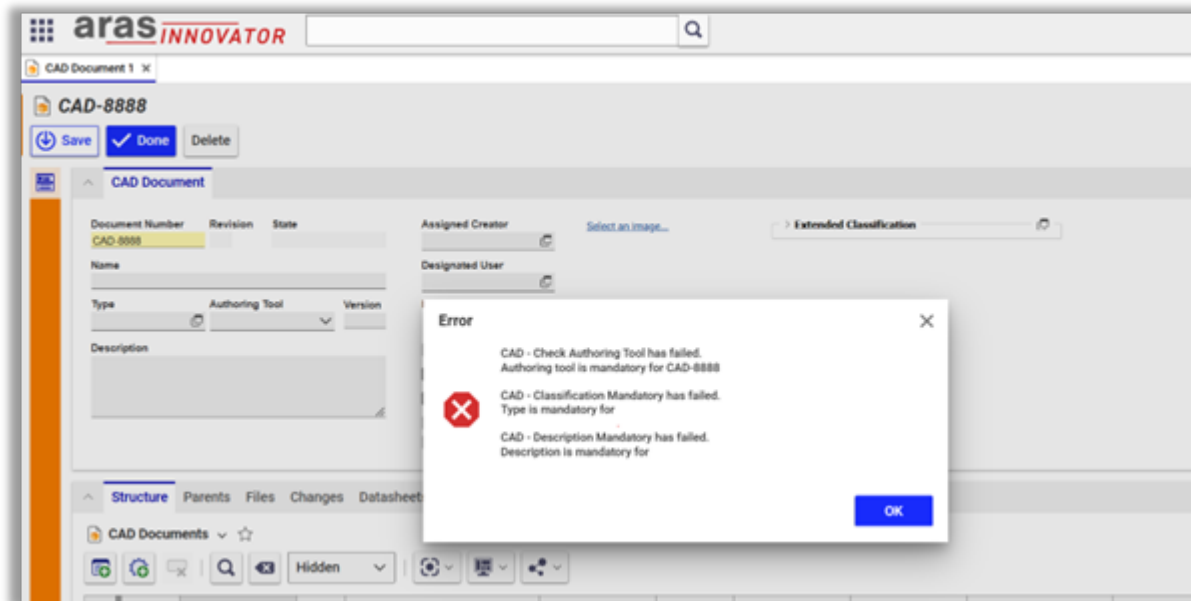 aras INNOVATOR
CAD Document 1
CAD-8888
Save Done Delete
CAD Document
Document Number Revision State Assigned Creator Select an image... Extended Classification
CAD-8888
Name Designated User
Type Authoring Tool Version
Description
Error
CAD - Check Authoring Tool has failed.
Authoring tool is mandatory for CAD-8888
CAD - Classification Mandatory has failed.
Type is mandatory for
CAD - Description Mandatory has failed.
Description is mandatory for
OK
Structure Parents Files Changes Datasheet
CAD Documents
Hidden